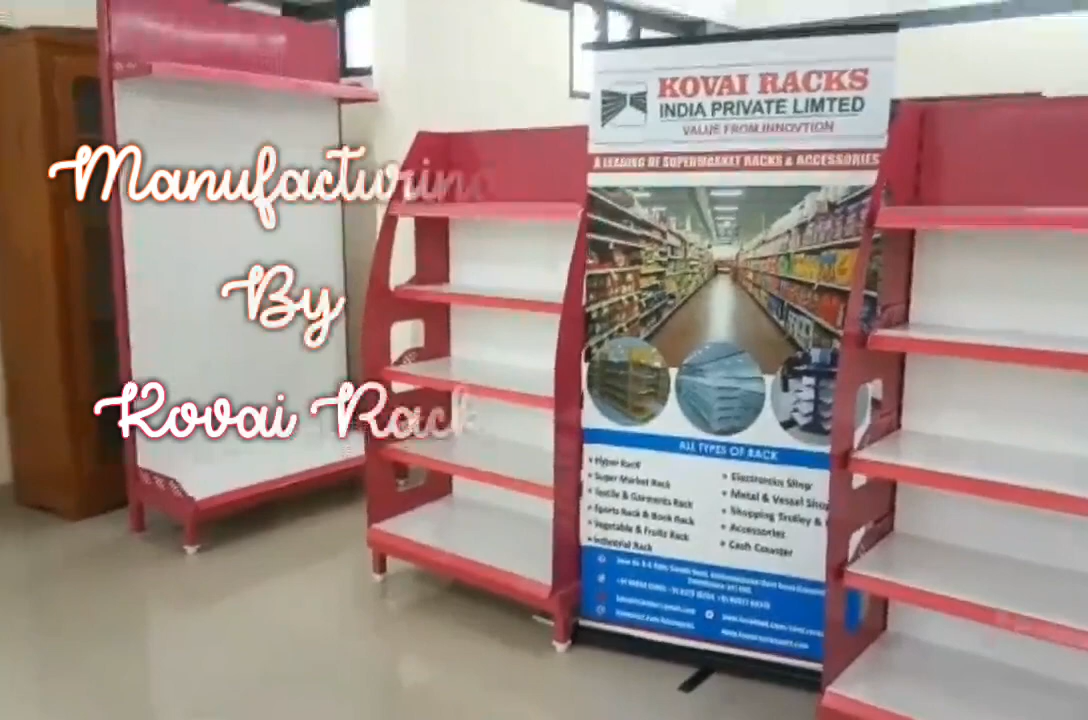 Manufacturing
By
Kovai Rack
KOVAI RACKS
INDIA PRIVATE LIMTED
VALUE FROM INNOVTION
A LEADING OF SUPERMARKET RACKS & ACCESSORIES
ALL TYPES OF RACK
Hyper Rack
Super Market Rack
Textile & Garments Rack
Sports Rack & Book Rack
Vegetable & Fruits Rack
Industrial Rack
Electronics Shop
Metal & Vessel Shop
Shopping Trolley &
Accessories
Cash Counter